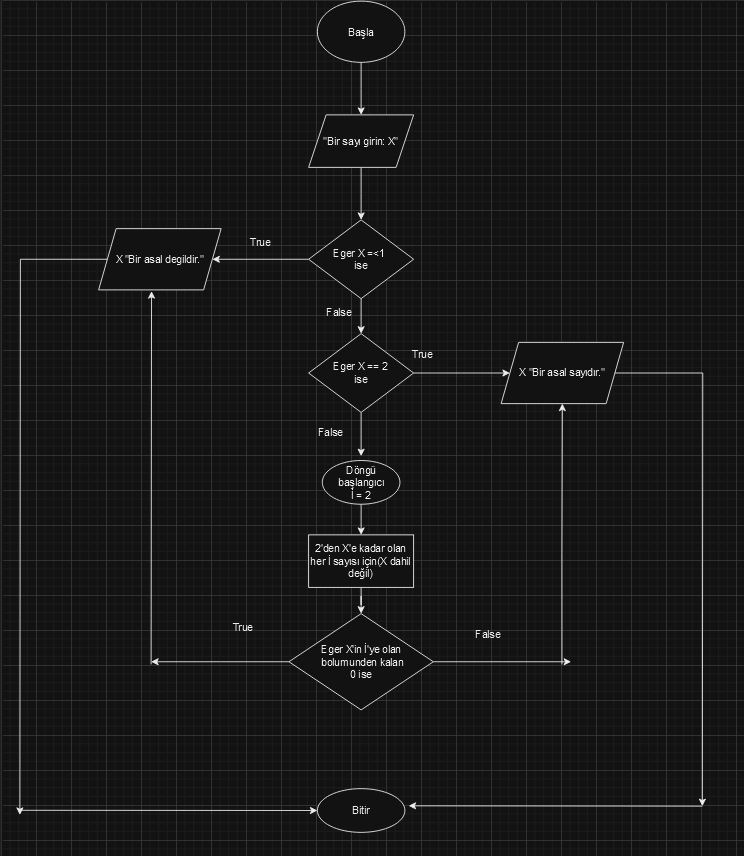 Başla
"Bir sayı girin: X"
True
Eger X =<1
ise
X "Bir asal degildir."
False
Eger X == 2
ise
True
X "Bir asal sayıdır."
False
Döngü
başlangıcı
İ = 2
2'den X'e kadar olan
her İ sayısı için(X dahil
değil)
True
False
Eger X'in İ'ye olan
bolumunden kalan
0 ise
Bitir